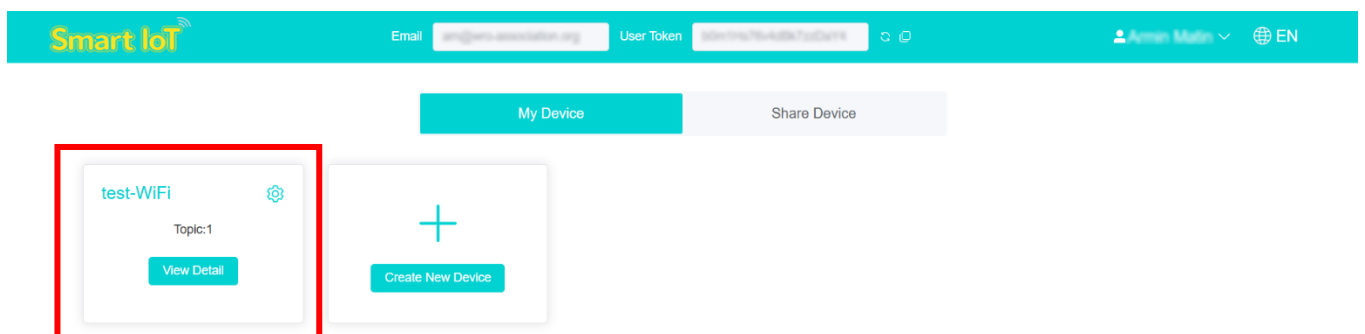 Smart IoT
Email User Token EN
My Device Share Device
test-WiFi
Topic:1
View Detail
Create New Device